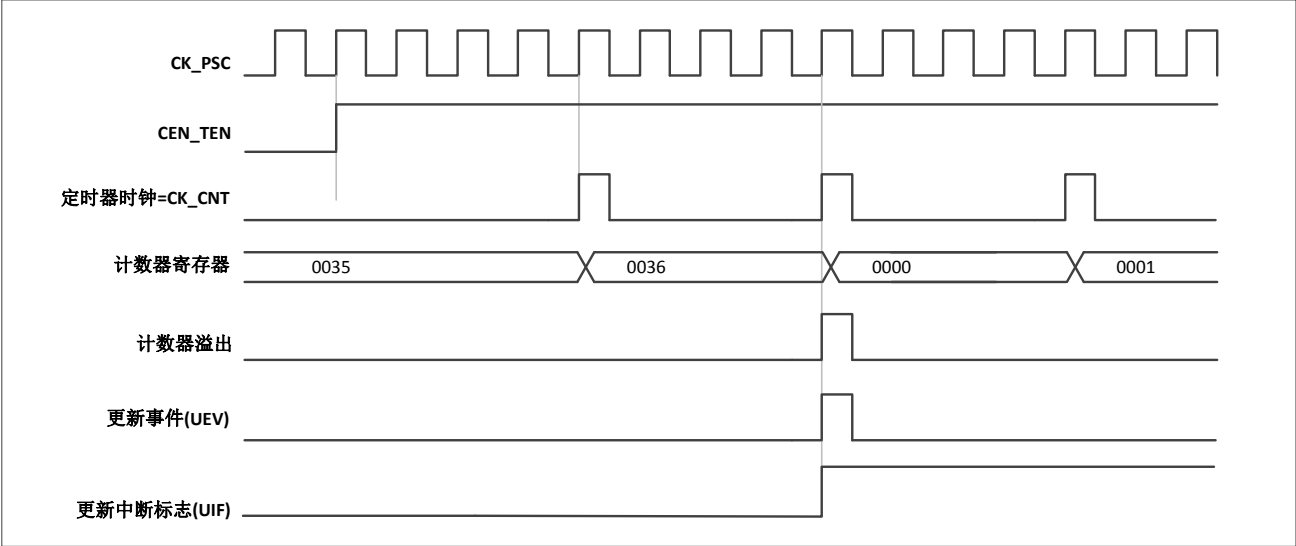 CK_PSC
CEN_TEN
定时器时钟=CK_CNT
计数器寄存器 0035 0036 0000 0001
计数器溢出
更新事件(UEV)
更新中断标志(UIF)